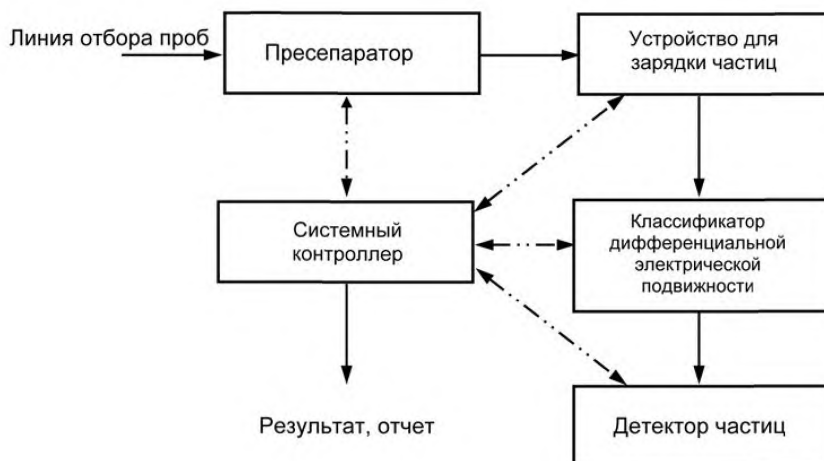 Линия отбора проб
Пресепаратор
Устройство для
зарядки частиц
Системный
контроллер
Классификатор
дифференциальной
электрической
подвижности
Результат, отчет
Детектор частиц